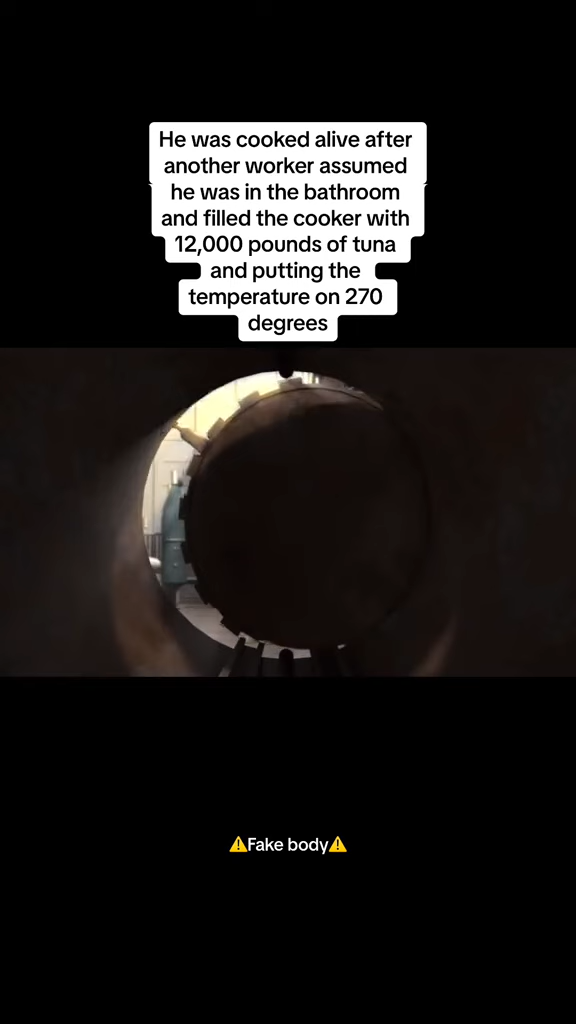 He was cooked alive after
another worker assumed
he was in the bathroom
and filled the cooker with
12,000 pounds of tuna
and putting the
temperature on 270
degrees
⚠️Fake body⚠️